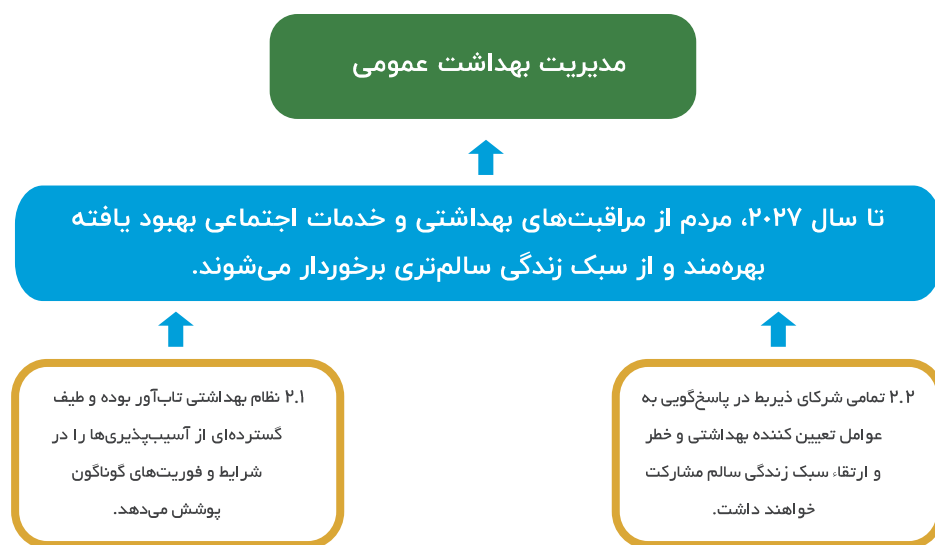 مدیریت بهداشت عمومی
تا سال ۲۰۲۷، مردم از مراقبت‌های بهداشتی و خدمات اجتماعی بهبود یافته
بهره‌مند و از سبک زندگی سالم‌تری برخوردار می‌شوند.
۲.۲ تمامی شرکای ذیربط در پاسخ‌گویی به
عوامل تعیین کننده بهداشتی و خطر
و ارتقاء سبک زندگی سالم مشارکت
خواهند داشت.
۲.۱ نظام بهداشتی تاب‌آور بوده و طیف
گسترده‌ای از آسیب‌پذیری‌ها را در
شرایط و فوریت‌های گوناگون
پوشش می‌دهد.